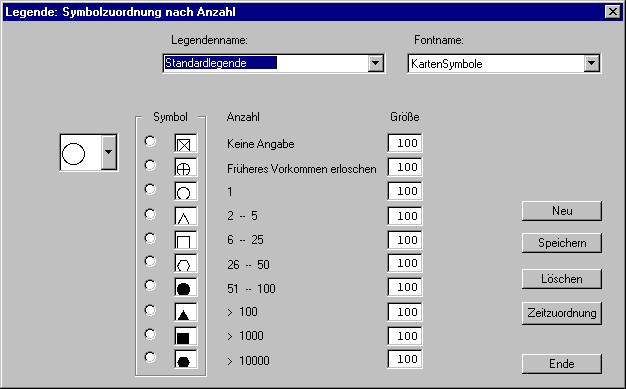 Legende: Symbolzuordnung nach Anzahl
Legendenname: Fontname:
Standardlegende KartenSymbole
Symbol Anzahl Größe
Keine Angabe 100
Früheres Vorkommen erloschen 100
1 100
2 -- 5 100
6 -- 25 100
26 -- 50 100
51 -- 100 100
> 100 100
> 1000 100
> 10000 100
Neu
Speichern
Löschen
Zeitzuordnung
Ende